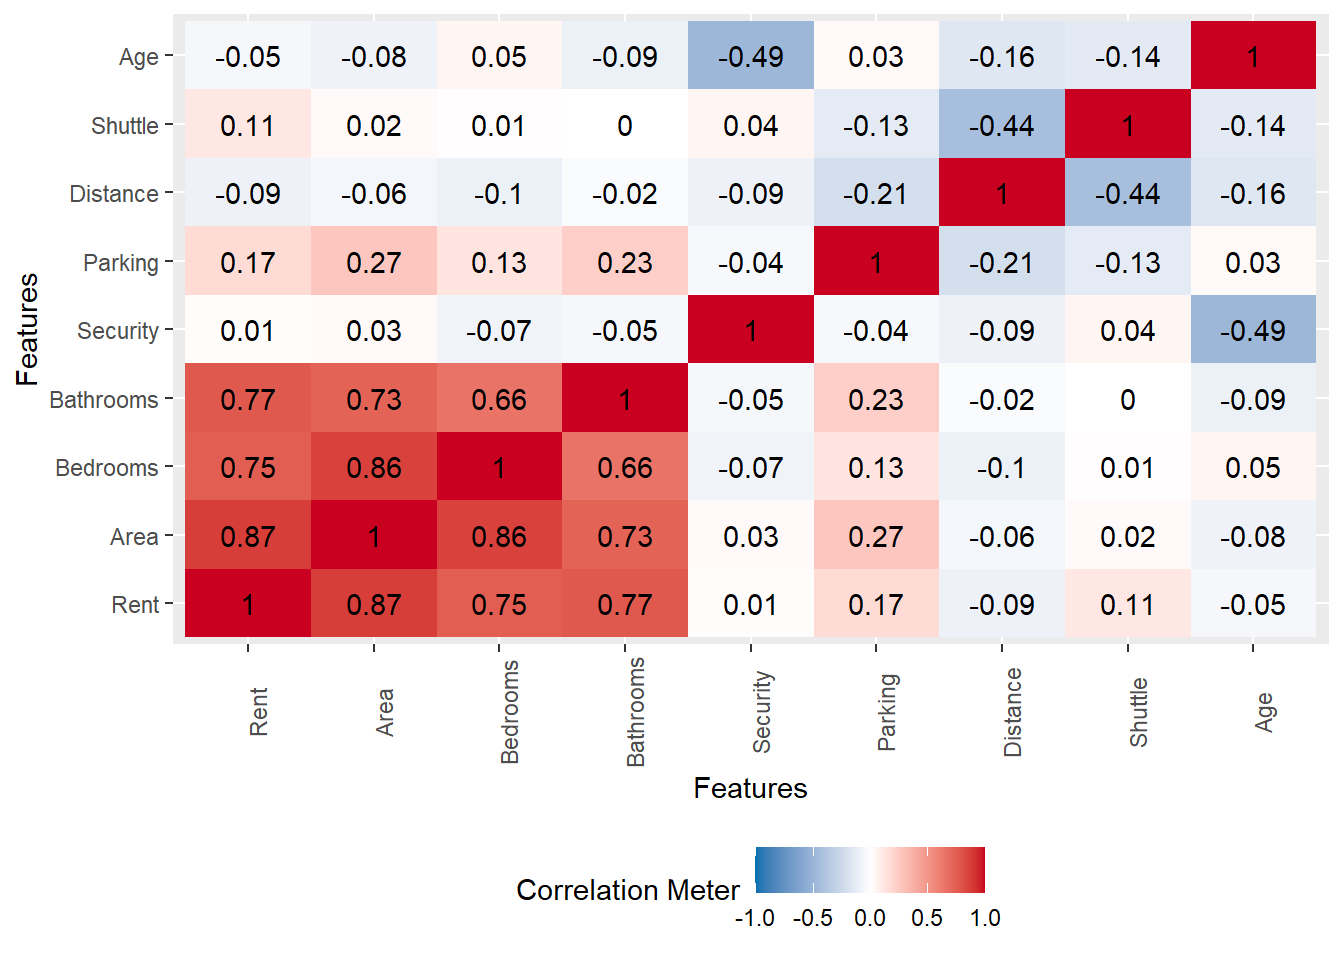 Age -0.05 -0.08 0.05 -0.09 -0.49 0.03 -0.16 -0.14 1
Shuttle 0.11 0.02 0.01 0 0.04 -0.13 -0.44 1 -0.14
Distance -0.09 -0.06 -0.1 -0.02 -0.09 -0.21 1 -0.44 -0.16
Parking 0.17 0.27 0.13 0.23 -0.04 1 -0.21 -0.13 0.03
Security 0.01 0.03 -0.07 -0.05 1 -0.04 -0.09 0.04 -0.49
Bathrooms 0.77 0.73 0.66 1 -0.05 0.23 -0.02 0 -0.09
Bedrooms 0.75 0.86 1 0.66 -0.07 0.13 -0.1 0.01 0.05
Area 0.87 1 0.86 0.73 0.03 0.27 -0.06 0.02 -0.08
Rent 1 0.87 0.75 0.77 0.01 0.17 -0.09 0.11 -0.05
Features
Rent Area Bedrooms Bathrooms Security Parking Distance Shuttle Age
Features
Correlation Meter
-1.0 -0.5 0.0 0.5 1.0